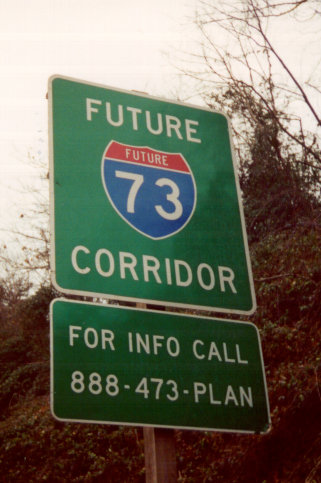 FUTURE
FUTURE
73
CORRIDOR
FOR INFO CALL
888-473-PLAN